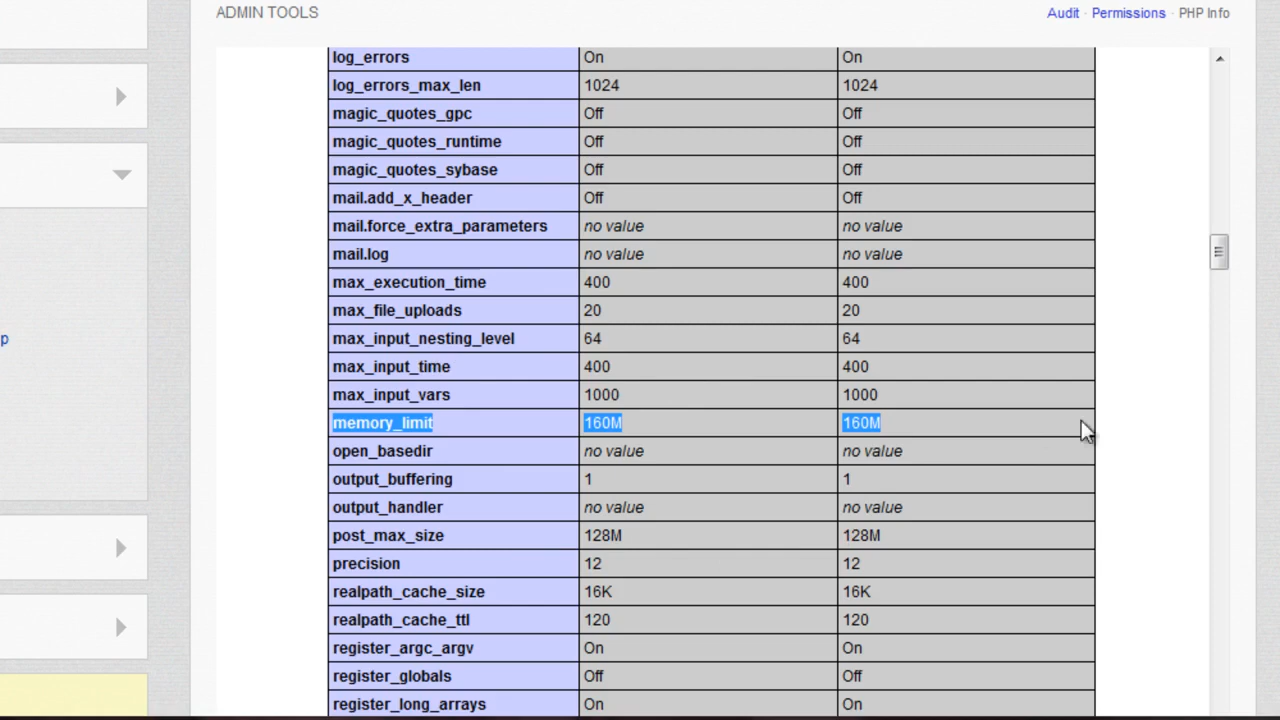 ADMIN TOOLS
Audit · Permissions · PHP Info
log_errors On On
log_errors_max_len 1024 1024
magic_quotes_gpc Off Off
magic_quotes_runtime Off Off
magic_quotes_sybase Off Off
mail.add_x_header Off Off
mail.force_extra_parameters no value no value
mail.log no value no value
max_execution_time 400 400
max_file_uploads 20 20
max_input_nesting_level 64 64
p
max_input_time 400 400
max_input_vars 1000 1000
memory_limit 160M 160M
open_basedir no value no value
output_buffering 1 1
output_handler no value no value
post_max_size 128M 128M
precision 12 12
realpath_cache_size 16K 16K
realpath_cache_ttl 120 120
register_argc_argv On On
register_globals Off Off
register_long_arrays On On